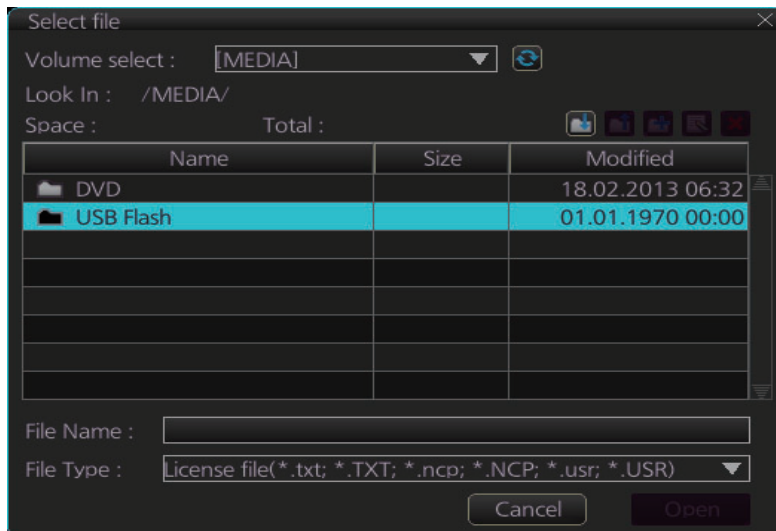 Select file
Volume select : [MEDIA]
Look In : /MEDIA/
Space : Total :
Name Size Modified
DVD 18.02.2013 06:32
USB Flash 01.01.1970 00:00
File Name :
File Type : License file(*.txt; *.TXT; *.ncp; *.NCP; *.usr; *.USR)
Cancel Open